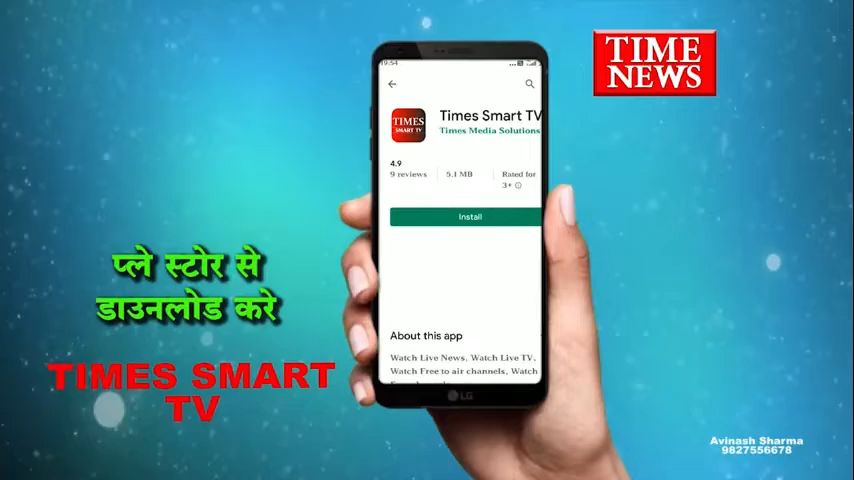 TIME
NEWS
19:54
Times Smart TV
Times Media Solutions
TIMES
SMART TV
4.9
9 reviews
5.1 MB
Rated for
3+
Install
About this app
Watch Live News, Watch Live TV,
Watch Free to air channels, Watch
प्ले स्टोर से
डाउनलोड करे
TIMES SMART
TV
LG
Avinash Sharma
9827556678